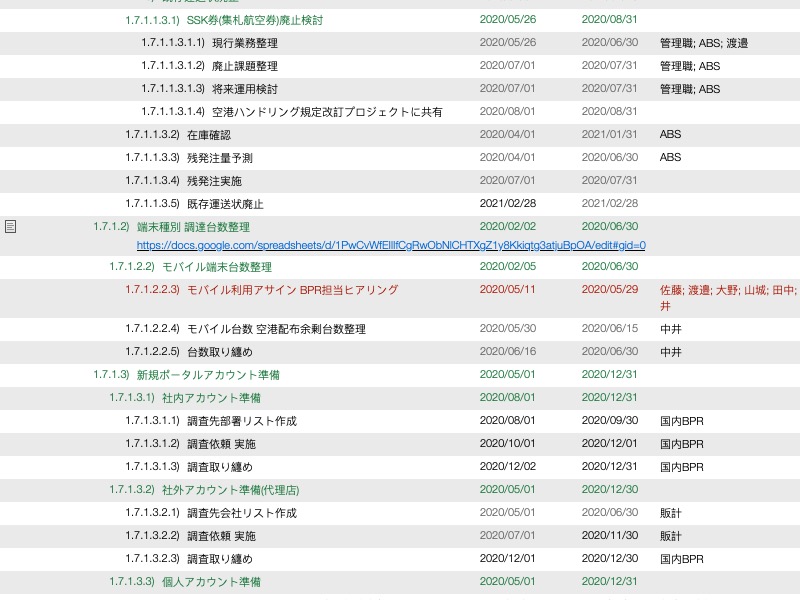 1.7.1.1.3.1) SSK券(集札航空券)廃止検討 2020/05/26 2020/08/31
1.7.1.1.3.1.1) 現行業務整理 2020/05/26 2020/06/30 管理職; ABS; 渡邉
1.7.1.1.3.1.2) 廃止課題整理 2020/07/01 2020/07/31 管理職; ABS
1.7.1.1.3.1.3) 将来運用検討 2020/07/01 2020/07/31 管理職; ABS
1.7.1.1.3.1.4) 空港ハンドリング規定改訂プロジェクトに共有 2020/08/01 2020/08/31
1.7.1.1.3.2) 在庫確認 2020/04/01 2021/01/31 ABS
1.7.1.1.3.3) 残発注量予測 2020/04/01 2020/06/30 ABS
1.7.1.1.3.4) 残発注実施 2020/07/01 2020/07/31
1.7.1.1.3.5) 既存運送状廃止 2021/02/28 2021/02/28
1.7.1.2) 端末種別 調達台数整理 2020/02/02 2020/06/30
1.7.1.2.2) モバイル端末台数整理 2020/02/05 2020/06/30
1.7.1.2.2.3) モバイル利用アサイン BPR担当ヒアリング 2020/05/11 2020/05/29 佐藤; 渡邉; 大野; 山城; 田中;
井
1.7.1.2.2.4) モバイル台数 空港配布余剰台数整理 2020/05/30 2020/06/15 中井
1.7.1.2.2.5) 台数取り纏め 2020/06/16 2020/06/30 中井
1.7.1.3) 新規ポータルアカウント準備 2020/05/01 2020/12/31
1.7.1.3.1) 社内アカウント準備 2020/08/01 2020/12/31
1.7.1.3.1.1) 調査先部署リスト作成 2020/08/01 2020/09/30 国内BPR
1.7.1.3.1.2) 調査依頼 実施 2020/10/01 2020/12/01 国内BPR
1.7.1.3.1.3) 調査取り纏め 2020/12/02 2020/12/31 国内BPR
1.7.1.3.2) 社外アカウント準備(代理店) 2020/05/01 2020/12/30
1.7.1.3.2.1) 調査先会社リスト作成 2020/05/01 2020/06/30 販計
1.7.1.3.2.2) 調査依頼 実施 2020/07/01 2020/11/30 販計
1.7.1.3.2.3) 調査取り纏め 2020/12/01 2020/12/30 国内BPR
1.7.1.3.3) 個人アカウント準備 2020/05/01 2020/12/31